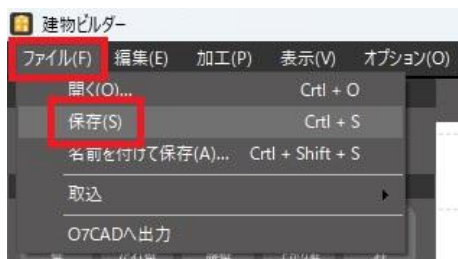 建物ビルダー
ファイル(F) 編集(E) 加工(P) 表示(V) オプション(O)
開く(O)... Crtl + O
保存(S) Crtl + S
名前を付けて保存(A)... Crtl + Shift + S
取込
O7CADへ出力